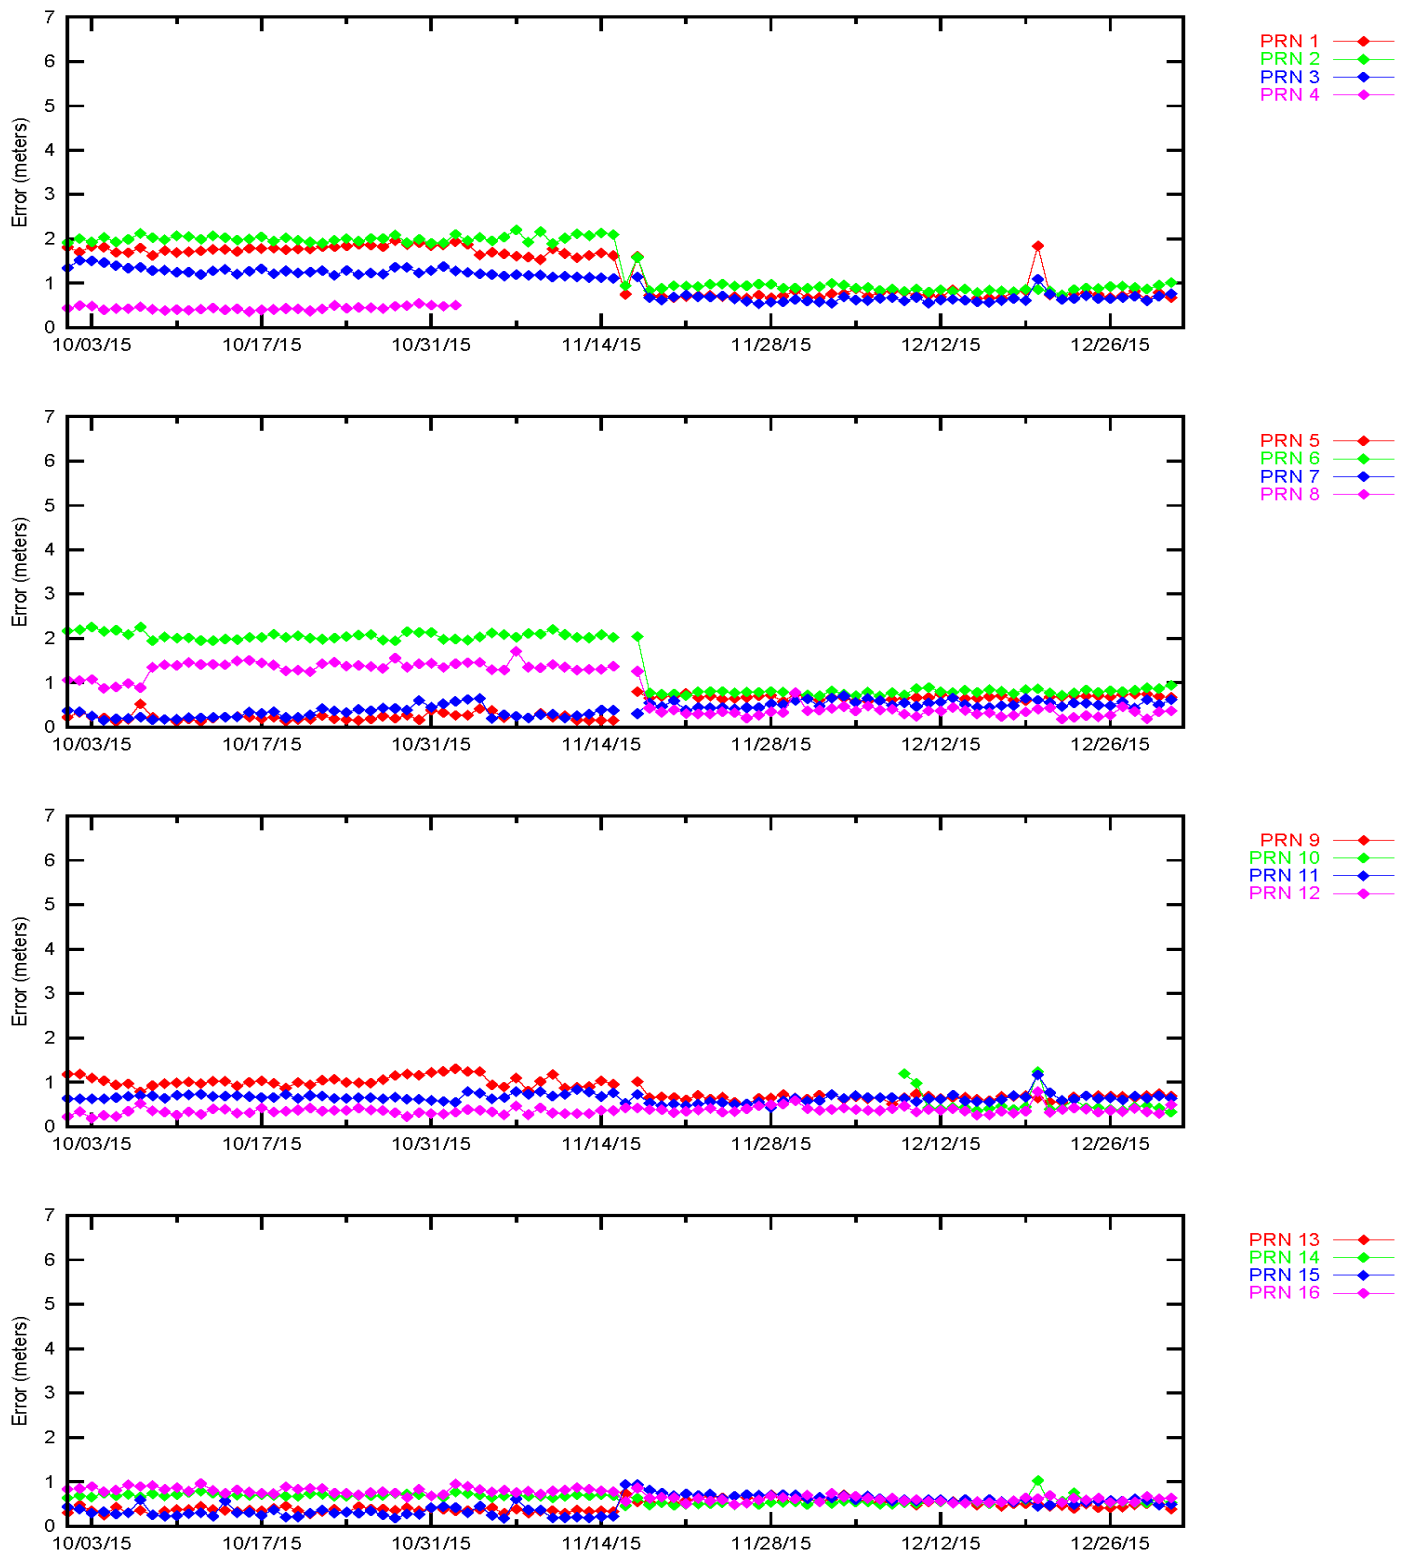 7
6
5
4
3
2
1
0
Error (meters)
10/03/15 10/17/15 10/31/15 11/14/15 11/28/15 12/12/15 12/26/15
PRN 1
PRN 2
PRN 3
PRN 4
7
6
5
4
3
2
1
0
Error (meters)
10/03/15 10/17/15 10/31/15 11/14/15 11/28/15 12/12/15 12/26/15
PRN 5
PRN 6
PRN 7
PRN 8
7
6
5
4
3
2
1
0
Error (meters)
10/03/15 10/17/15 10/31/15 11/14/15 11/28/15 12/12/15 12/26/15
PRN 9
PRN 10
PRN 11
PRN 12
7
6
5
4
3
2
1
0
Error (meters)
10/03/15 10/17/15 10/31/15 11/14/15 11/28/15 12/12/15 12/26/15
PRN 13
PRN 14
PRN 15
PRN 16